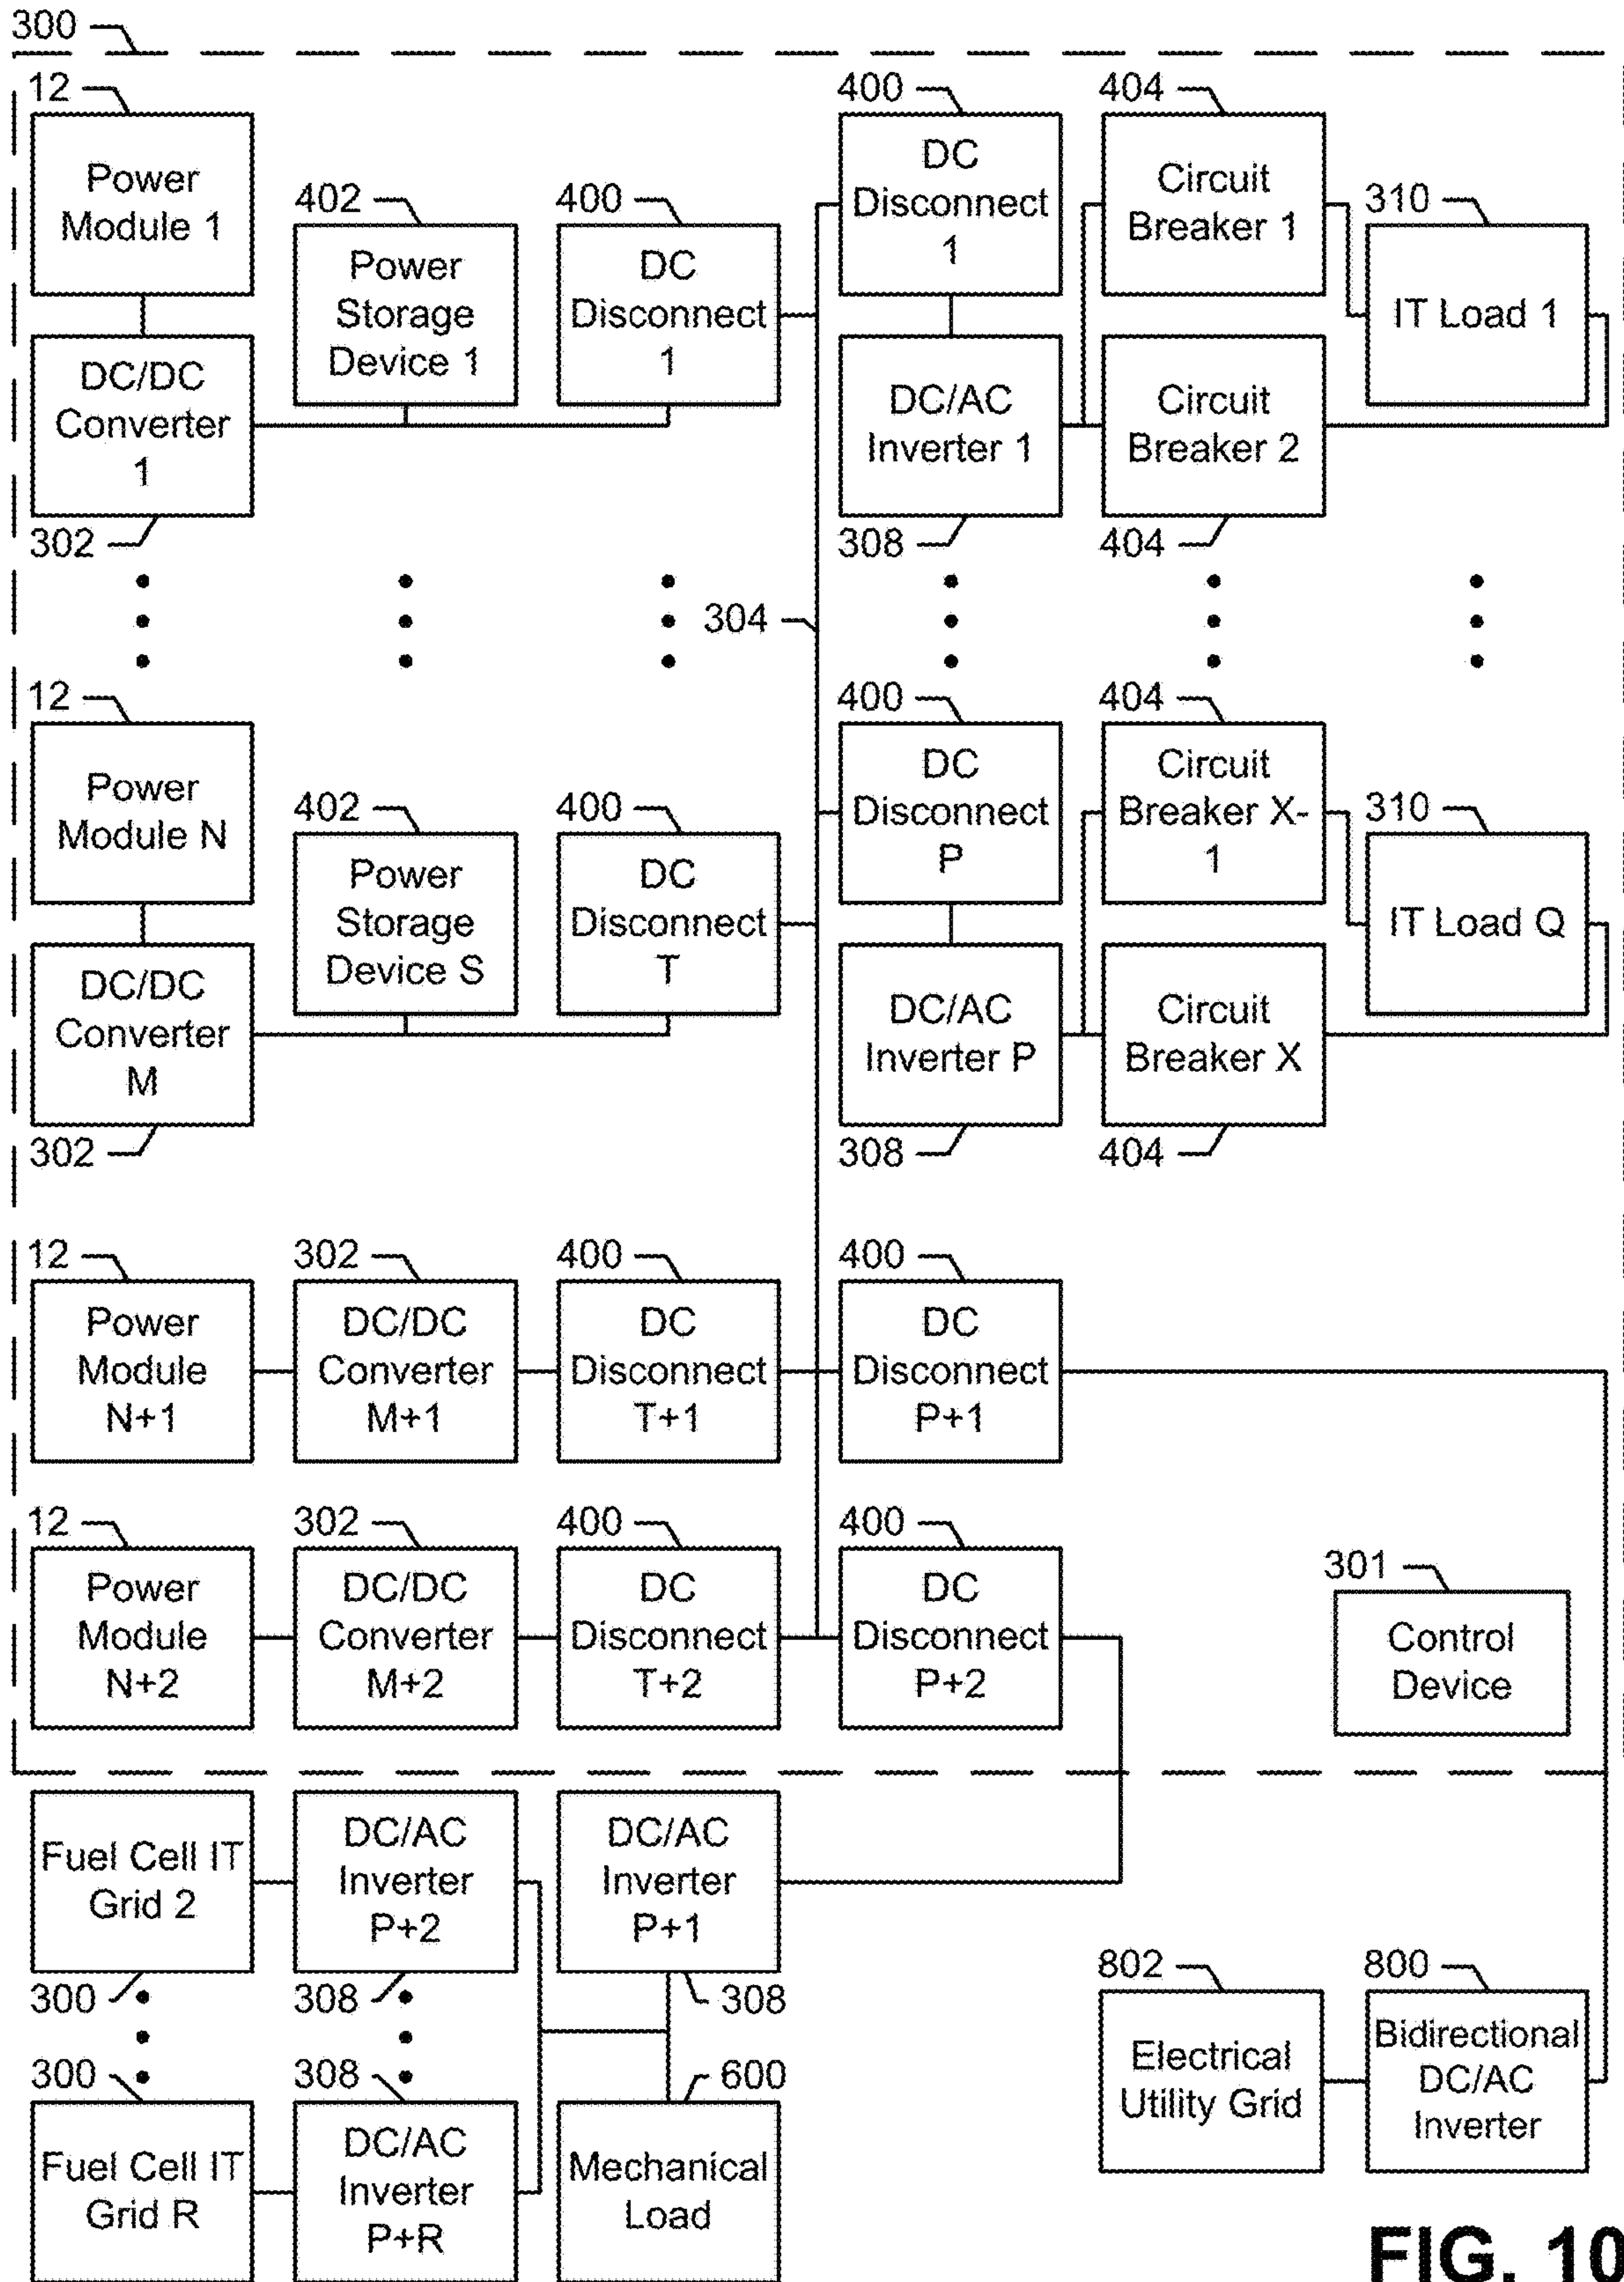 300
12
400
404
Power
Module 1
402
400
DC
Disconnect
1
Circuit
Breaker 1
310
Power
Storage
Device 1
DC
Disconnect
1
IT Load 1
DC/DC
Converter
1
DC/AC
Inverter 1
Circuit
Breaker 2
302
308
404
304
12
400
404
Power
Module N
402
400
DC
Disconnect
P
Circuit
Breaker X-
1
310
Power
Storage
Device S
DC
Disconnect
T
IT Load Q
DC/DC
Converter
M
DC/AC
Inverter P
Circuit
Breaker X
302
308
404
12
302
400
400
Power
Module
N+1
DC/DC
Converter
M+1
DC
Disconnect
T+1
DC
Disconnect
P+1
12
302
400
400
301
Power
Module
N+2
DC/DC
Converter
M+2
DC
Disconnect
T+2
DC
Disconnect
P+2
Control
Device
Fuel Cell IT
Grid 2
DC/AC
Inverter
P+2
DC/AC
Inverter
P+1
300
308
308
802
800
Electrical
Utility Grid
Bidirectional
DC/AC
Inverter
300
308
600
Fuel Cell IT
Grid R
DC/AC
Inverter
P+R
Mechanical
Load
FIG. 10